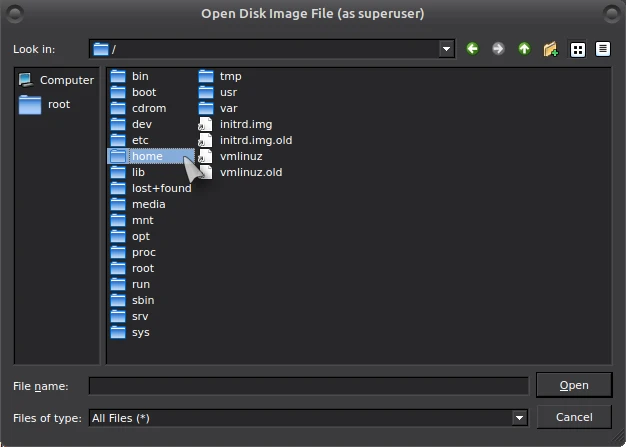 Open Disk Image File (as superuser)
Look in: /
Computer
root
bin
boot
cdrom
dev
etc
home
lib
lost+found
media
mnt
opt
proc
root
run
sbin
srv
sys
tmp
usr
var
initrd.img
initrd.img.old
vmlinuz
vmlinuz.old
File name:
Open
Files of type: All Files (*)
Cancel